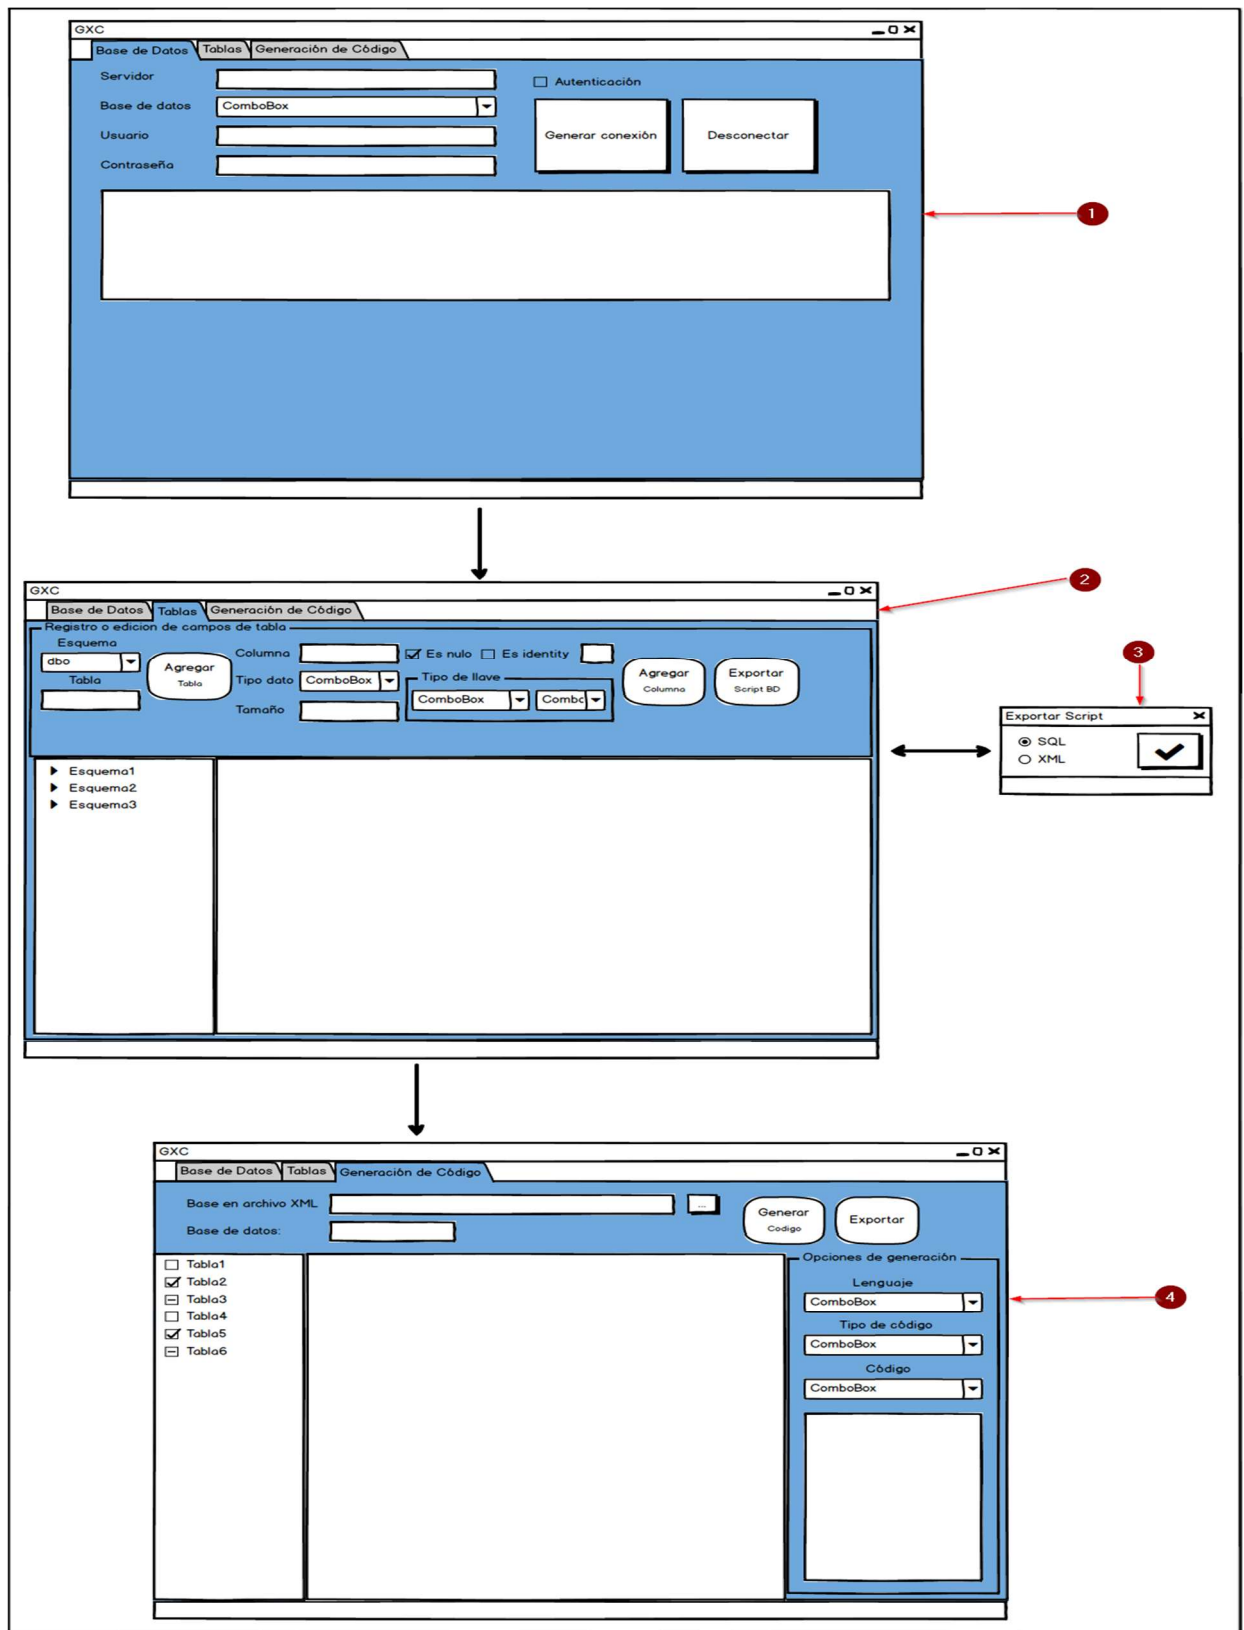 GXC
Base de Datos Tablas Generación de Código
Servidor
Autenticación
Base de datos ComboBox
Usuario
Generar conexión Desconectar
Contraseña
1
GXC
Base de Datos Tablas Generación de Código
2
Registro o edicion de campos de tabla
Esquema
dbo
Tabla
Agregar
Tabla
Columna
Es nulo Es identity
Tipo dato ComboBox
Tamaño
Tipo de llave
ComboBox Combo
Agregar
Columna
Exportar
Script BD
Esquema1
Esquema2
Esquema3
3
Exportar Script
SQL
XML
GXC
Base de Datos Tablas Generación de Código
Base en archivo XML ...
Base de datos:
Generar
Codigo
Exportar
Tabla1
Tabla2
Tabla3
Tabla4
Tabla5
Tabla6
Opciones de generación
Lenguaje
ComboBox
Tipo de código
ComboBox
Código
ComboBox
4